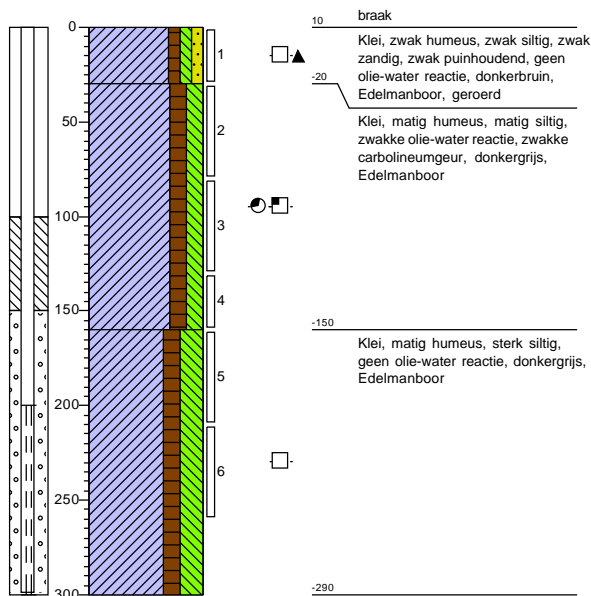 0
50
100
150
200
250
300
1
2
3
4
5
6
10
braak
Klei, zwak humeus, zwak siltig, zwak
zandig, zwak puinhoudend, geen
olie-water reactie, donkerbruin,
Edelmanboor, geroerd
-20
Klei, matig humeus, matig siltig,
zwakke olie-water reactie, zwakke
carbolineumgeur, donkergrijs,
Edelmanboor
-150
Klei, matig humeus, sterk siltig,
geen olie-water reactie, donkergrijs,
Edelmanboor
-290